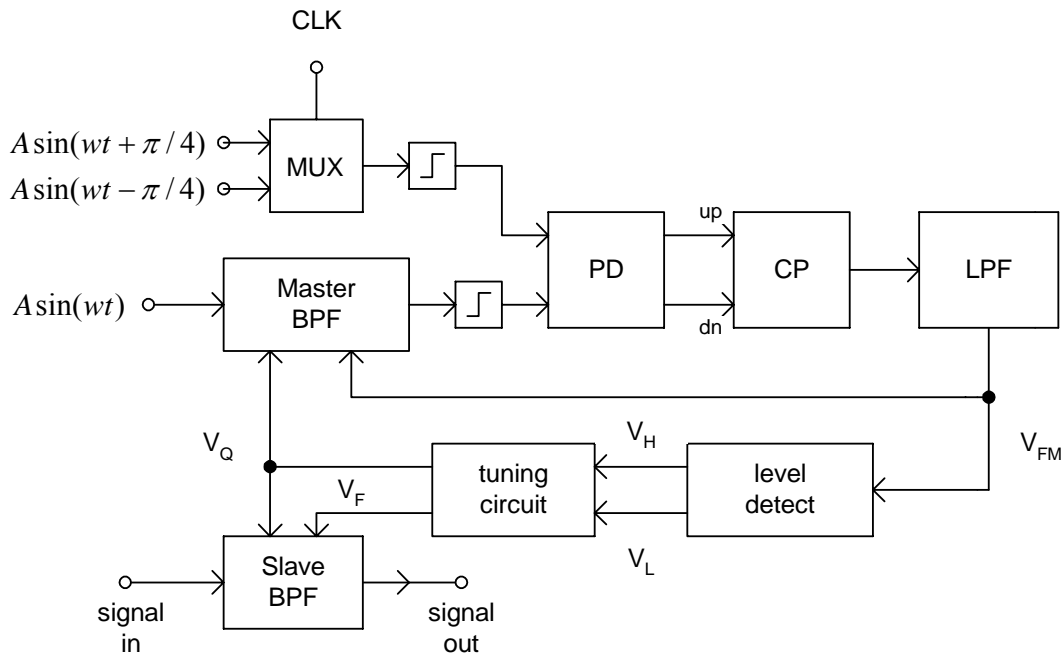 CLK
A sin(wt + π / 4)
A sin(wt − π / 4)
MUX
up
PD
CP
LPF
dn
A sin(wt)
Master
BPF
V_H
V_Q
V_FM
tuning
circuit
level
detect
V_F
V_L
Slave
BPF
signal
in
signal
out